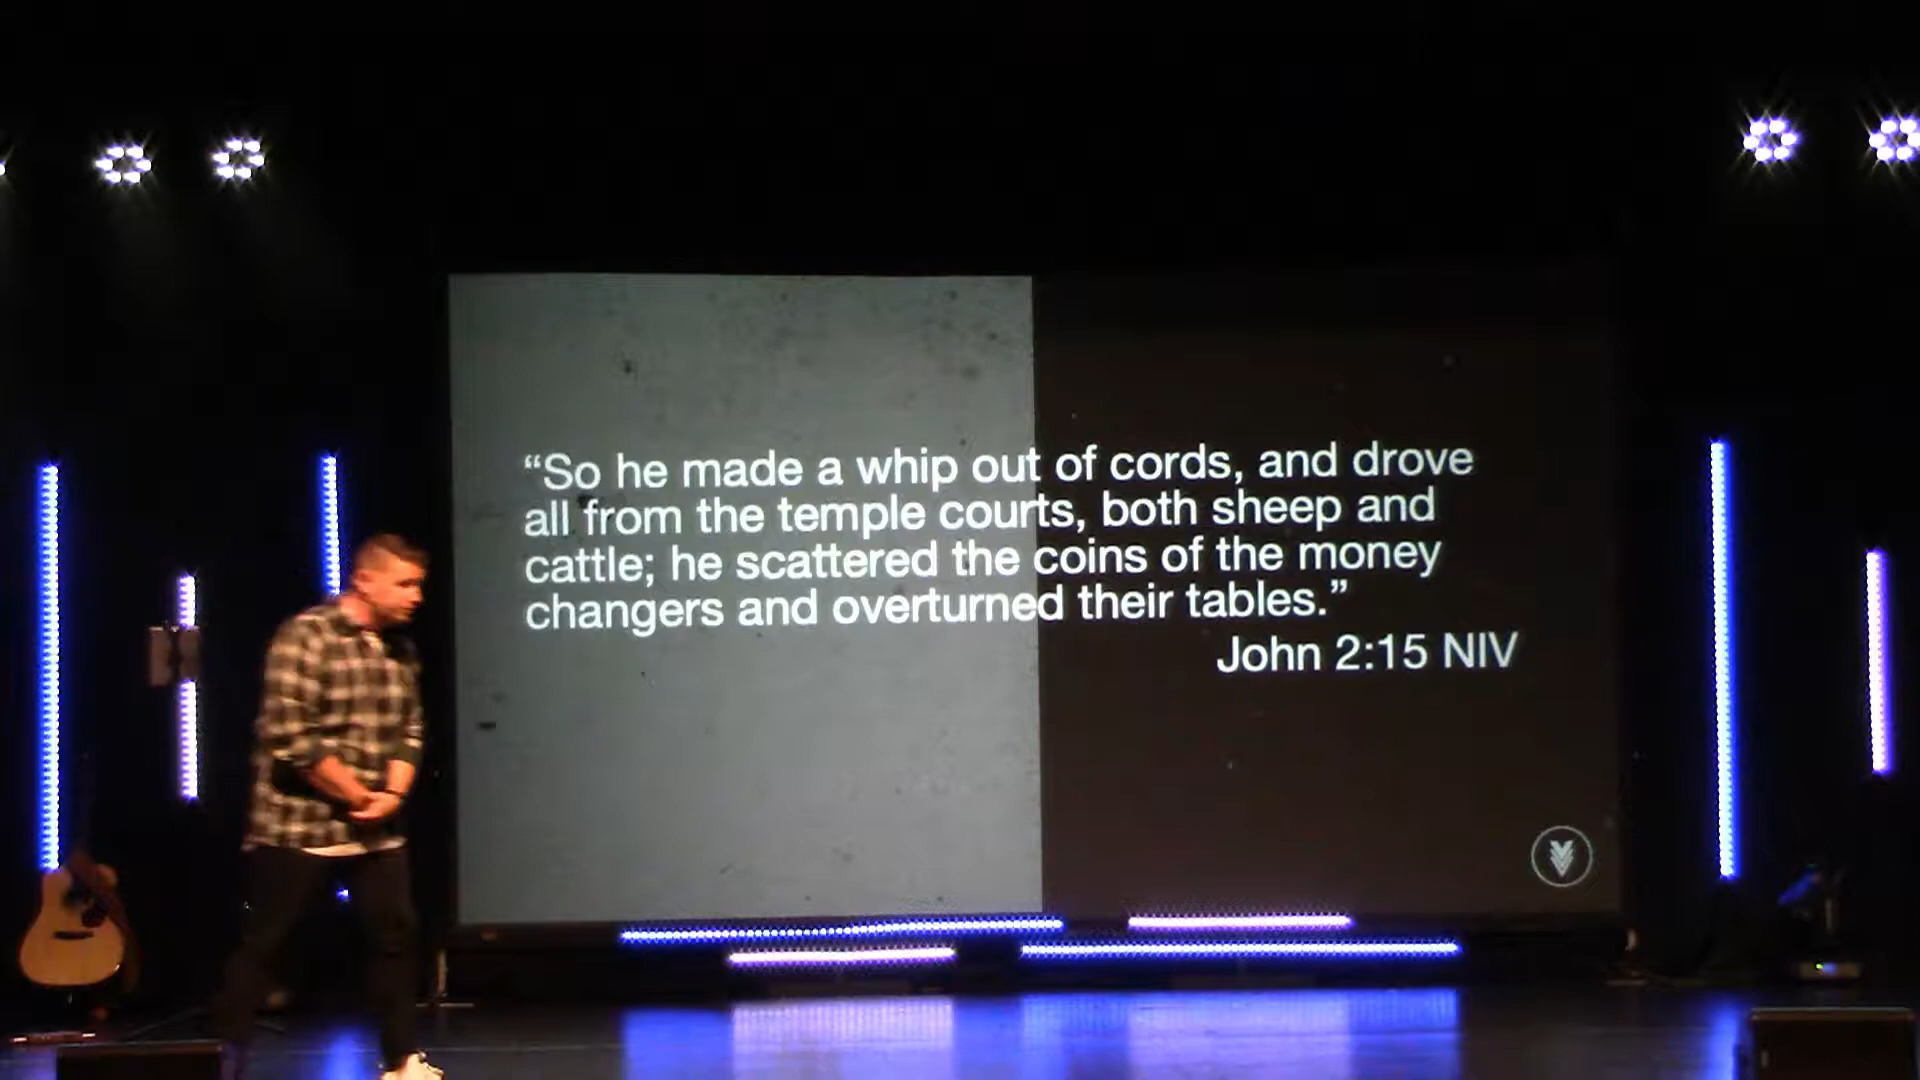 “So he made a whip out of cords, and drove
all from the temple courts, both sheep and
cattle; he scattered the coins of the money
changers and overturned their tables.”
John 2:15 NIV